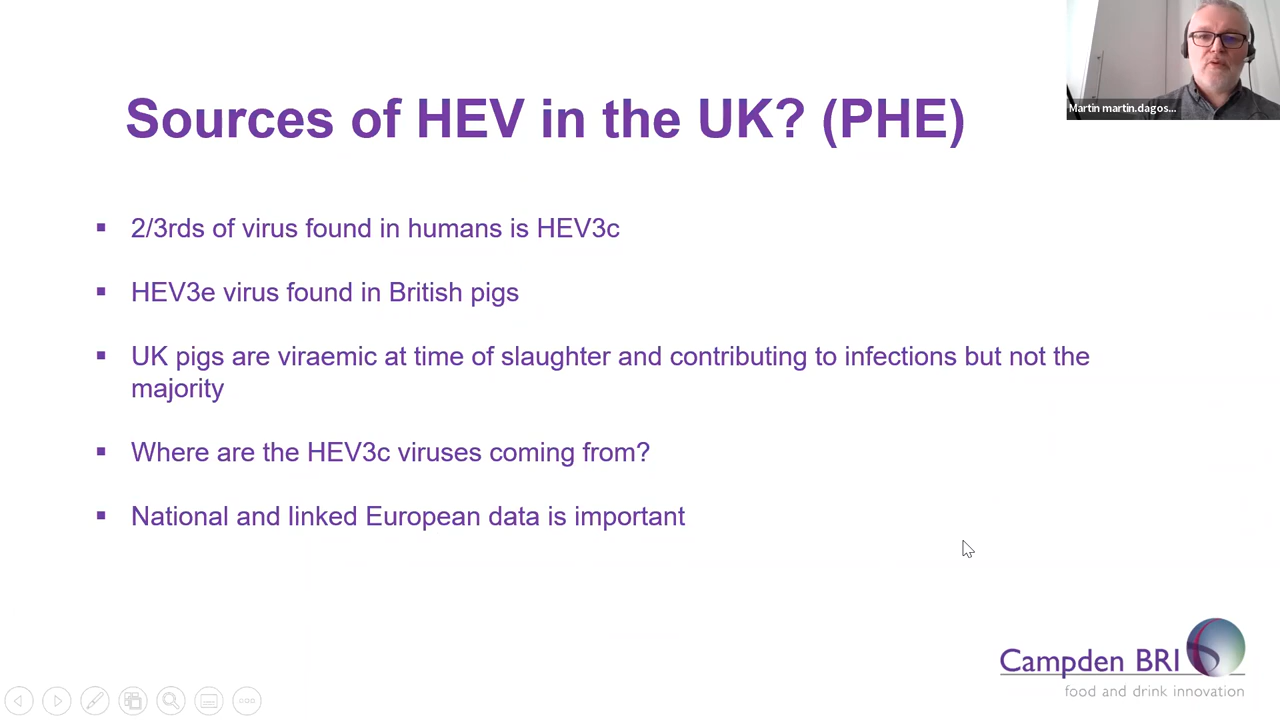 Martin martin.dagos...
Sources of HEV in the UK? (PHE)
▪ 2/3rds of virus found in humans is HEV3c
▪ HEV3e virus found in British pigs
▪ UK pigs are viraemic at time of slaughter and contributing to infections but not the
majority
▪ Where are the HEV3c viruses coming from?
▪ National and linked European data is important
Campden BRI
food and drink innovation